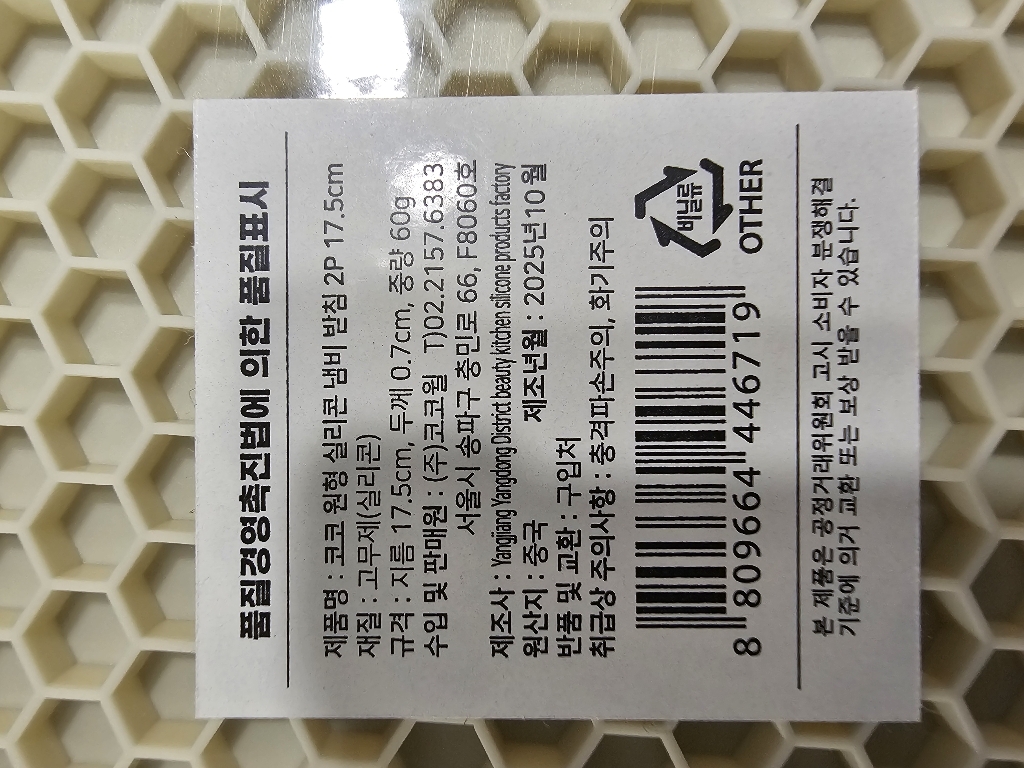 품질경영촉진법에 의한 품질표시
제품명 : 코코 원형 실리콘 냄비 받침 2P 17.5cm
재질 : 고무제(실리콘)
규격 : 지름 17.5cm, 두께 0.7cm, 중량 60g
수입 및 판매원 : (주)코코월 T)02.2157.6383
서울시 송파구 충민로 66, F8060호
제조사 : Yangjiang Yangdong District beauty kitchen silicone products factory
원산지 : 중국 제조년월 : 2025년10월
반품 및 교환 : 구입처
취급상 주의사항 : 충격파손주의, 화기주의
8 809664 446719
비닐류
OTHER
본 제품은 공정거래위원회 고시 소비자 분쟁해결
기준에 의거 교환 또는 보상 받을 수 있습니다.